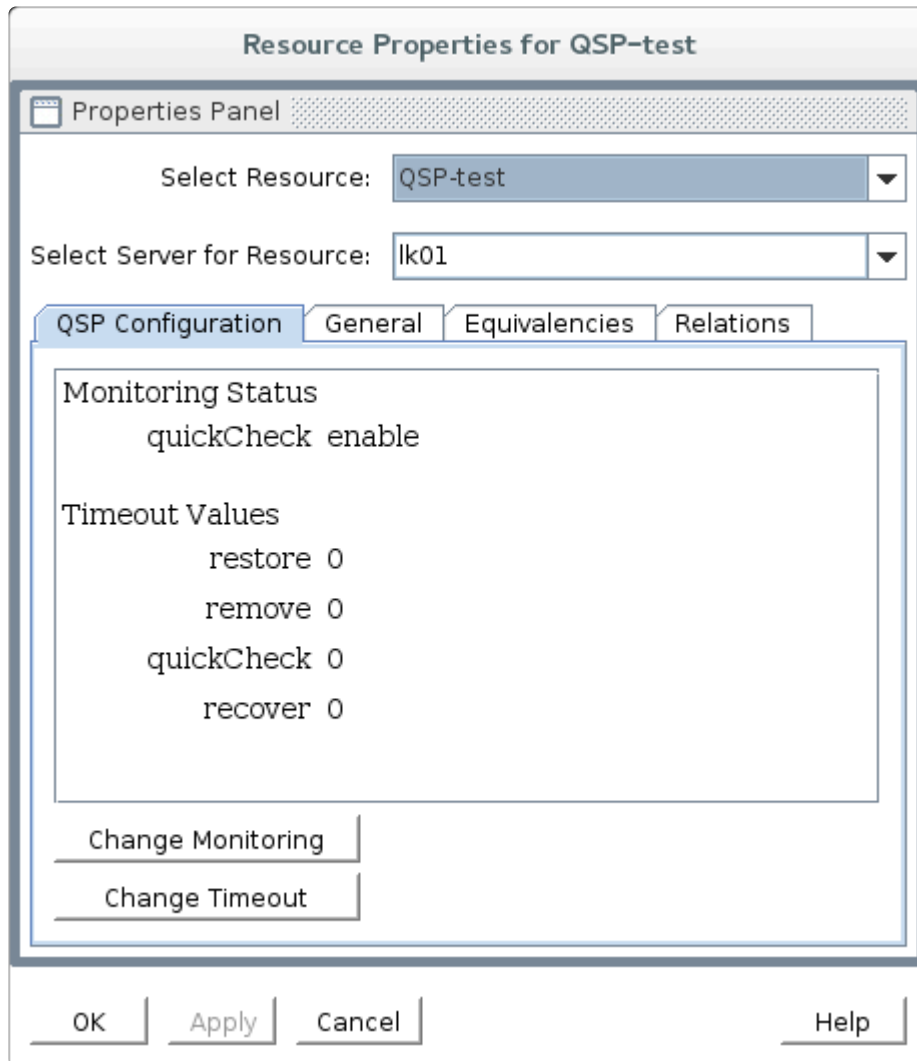 Resource Properties for QSP-test
Properties Panel
Select Resource: QSP-test
Select Server for Resource: lk01
QSP Configuration General Equivalencies Relations
Monitoring Status
quickCheck enable
Timeout Values
restore 0
remove 0
quickCheck 0
recover 0
Change Monitoring
Change Timeout
OK Apply Cancel Help